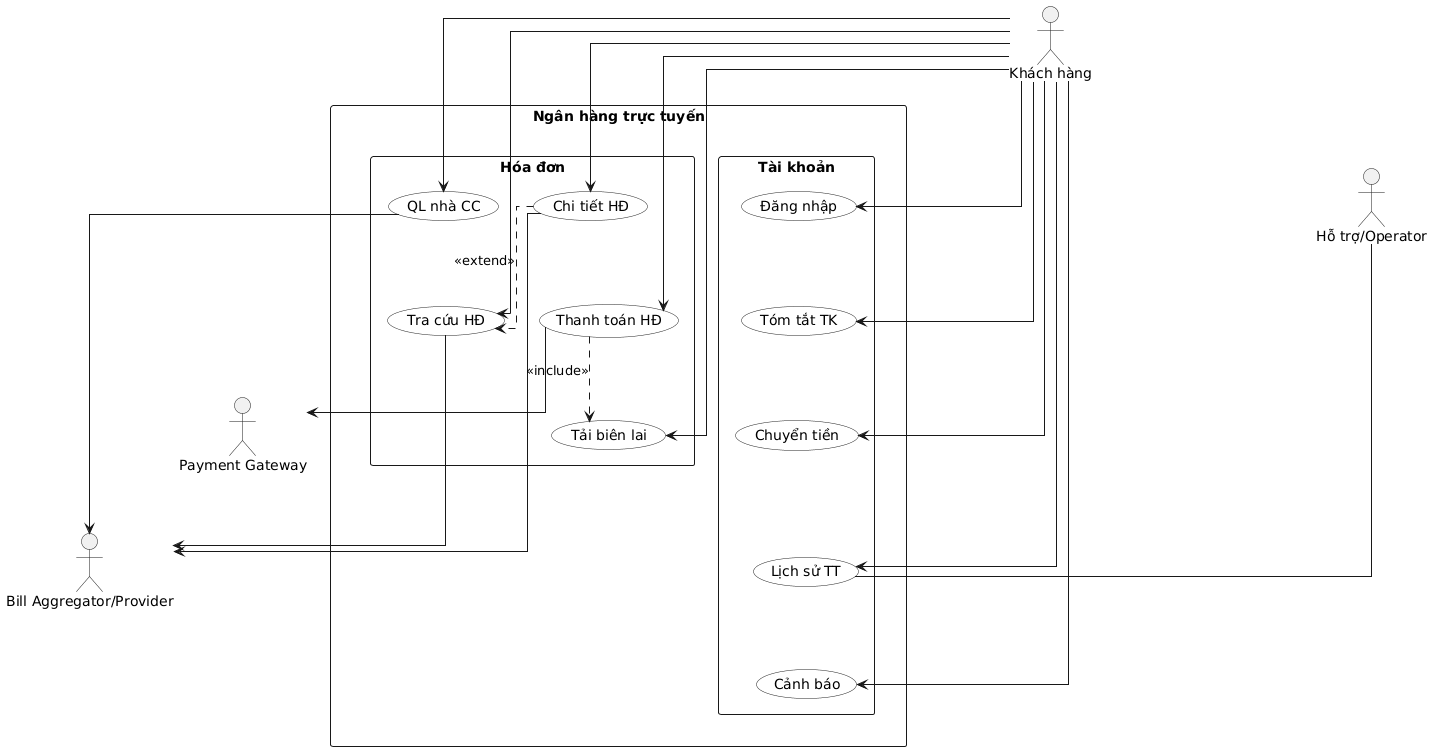 Khách hàng
Ngân hàng trực tuyến
Hóa đơn
Tài khoản
QL nhà CC
Chi tiết HĐ
Đăng nhập
Hỗ trợ/Operator
«extend»
Tra cứu HĐ
Thanh toán HĐ
Tóm tắt TK
«include»
Tải biên lai
Chuyển tiền
Payment Gateway
Lịch sử TT
Bill Aggregator/Provider
Cảnh báo